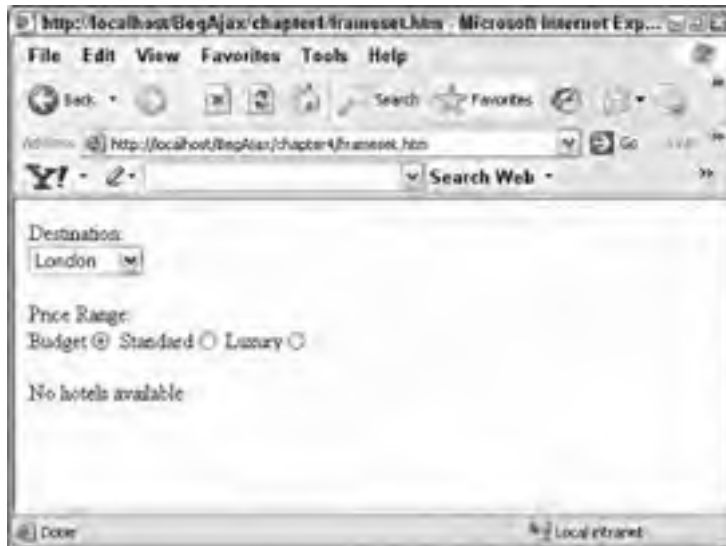 http://localhost/BegAjax/chapter4/frameset.htm - Microsoft Internet Exp...
File Edit View Favorites Tools Help
Back Search Favorites
Address http://localhost/BegAjax/chapter4/frameset.htm Go
Y! Search Web
Destination:
London
Price Range:
Budget Standard Luxury
No hotels available
Done Local intranet